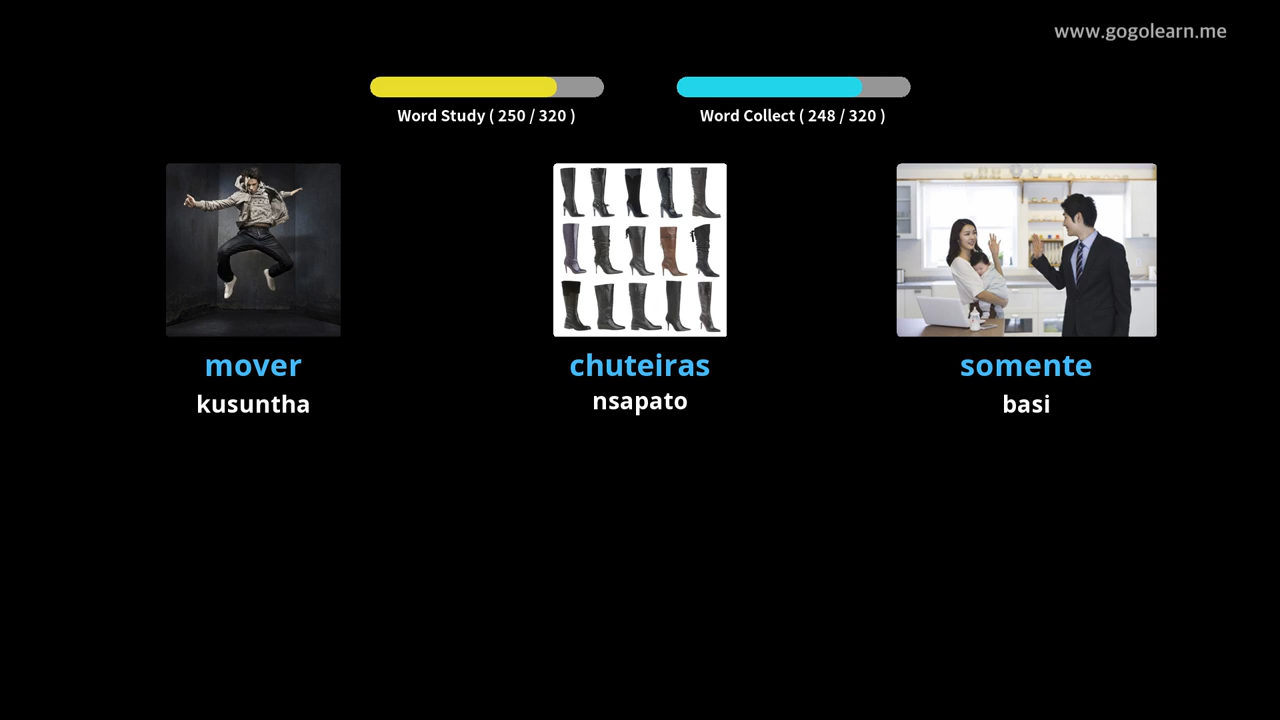 www.gogolearn.me
Word Study ( 250 / 320 )
Word Collect ( 248 / 320 )
mover
kusuntha
chuteiras
nsapato
somente
basi